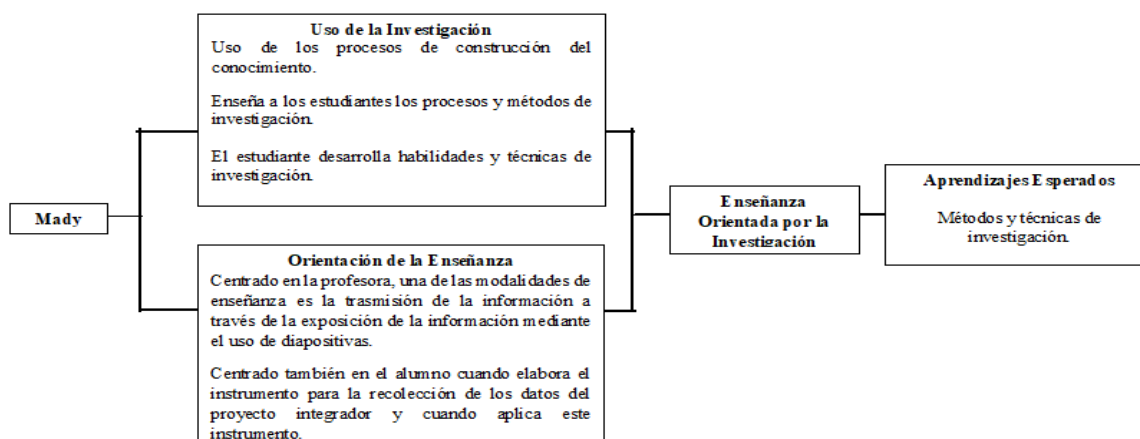 Uso de la Investigación
Uso de los procesos de construcción del
conocimiento.
Enseña a los estudiantes los procesos y métodos de
investigación.
El estudiante desarrolla habilidades y técnicas de
investigación.
Mady
Orientación de la Enseñanza
Centrado en la profesora, una de las modalidades de
enseñanza es la trasmisión de la información a
través de la exposición de la información mediante
el uso de diapositivas.
Centrado también en el alumno cuando elabora el
instrumento para la recolección de los datos del
proyecto integrador y cuando aplica este
instrumento.
Enseñanza
Orientada por la
Investigación
Aprendizajes Esperados
Métodos y técnicas de
investigación.